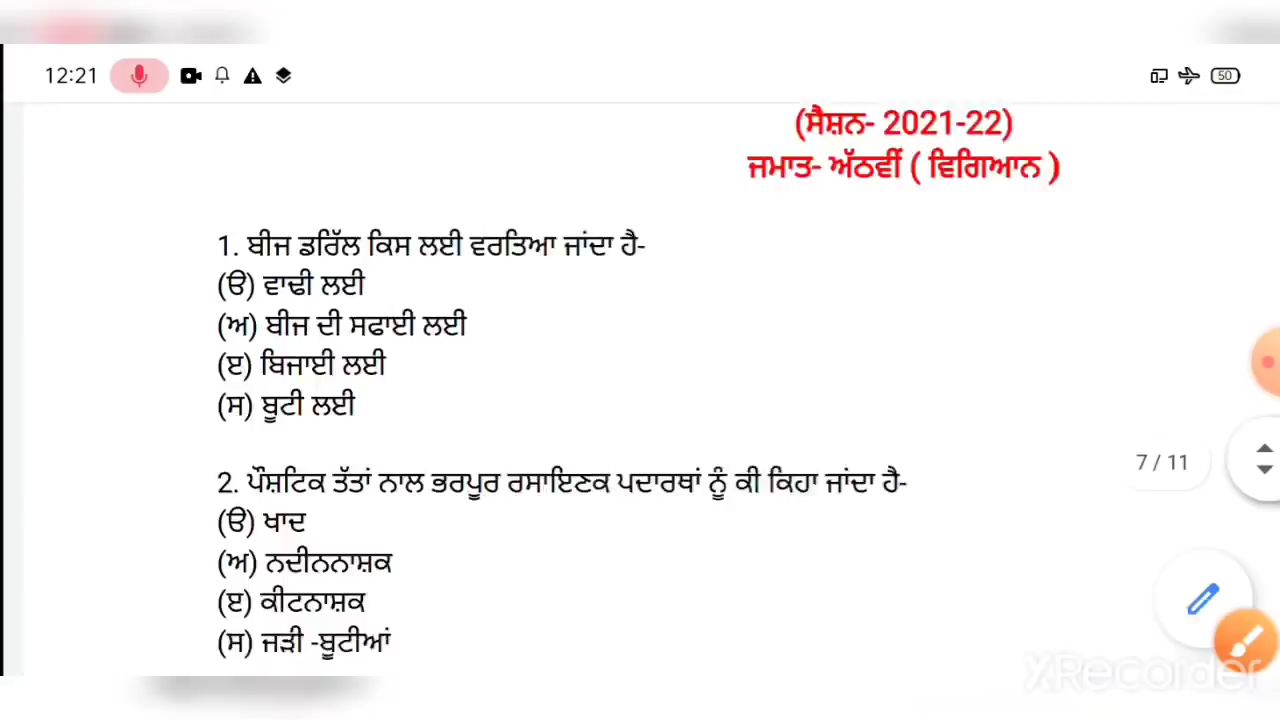 12:21
50
(ਸੈਸ਼ਨ- 2021-22)
ਜਮਾਤ- ਅੱਠਵੀਂ ( ਵਿਗਿਆਨ )
1. ਬੀਜ ਡਰਿੱਲ ਕਿਸ ਲਈ ਵਰਤਿਆ ਜਾਂਦਾ ਹੈ-
(ੳ) ਵਾਢੀ ਲਈ
(ਅ) ਬੀਜ ਦੀ ਸਫਾਈ ਲਈ
(ੲ) ਬਿਜਾਈ ਲਈ
(ਸ) ਬੂਟੀ ਲਈ
7 / 11
2. ਪੌਸ਼ਟਿਕ ਤੱਤਾਂ ਨਾਲ ਭਰਪੂਰ ਰਸਾਇਣਕ ਪਦਾਰਥਾਂ ਨੂੰ ਕੀ ਕਿਹਾ ਜਾਂਦਾ ਹੈ-
(ੳ) ਖਾਦ
(ਅ) ਨਦੀਨਨਾਸ਼ਕ
(ੲ) ਕੀਟਨਾਸ਼ਕ
(ਸ) ਜੜੀ -ਬੂਟੀਆਂ
XRecorder